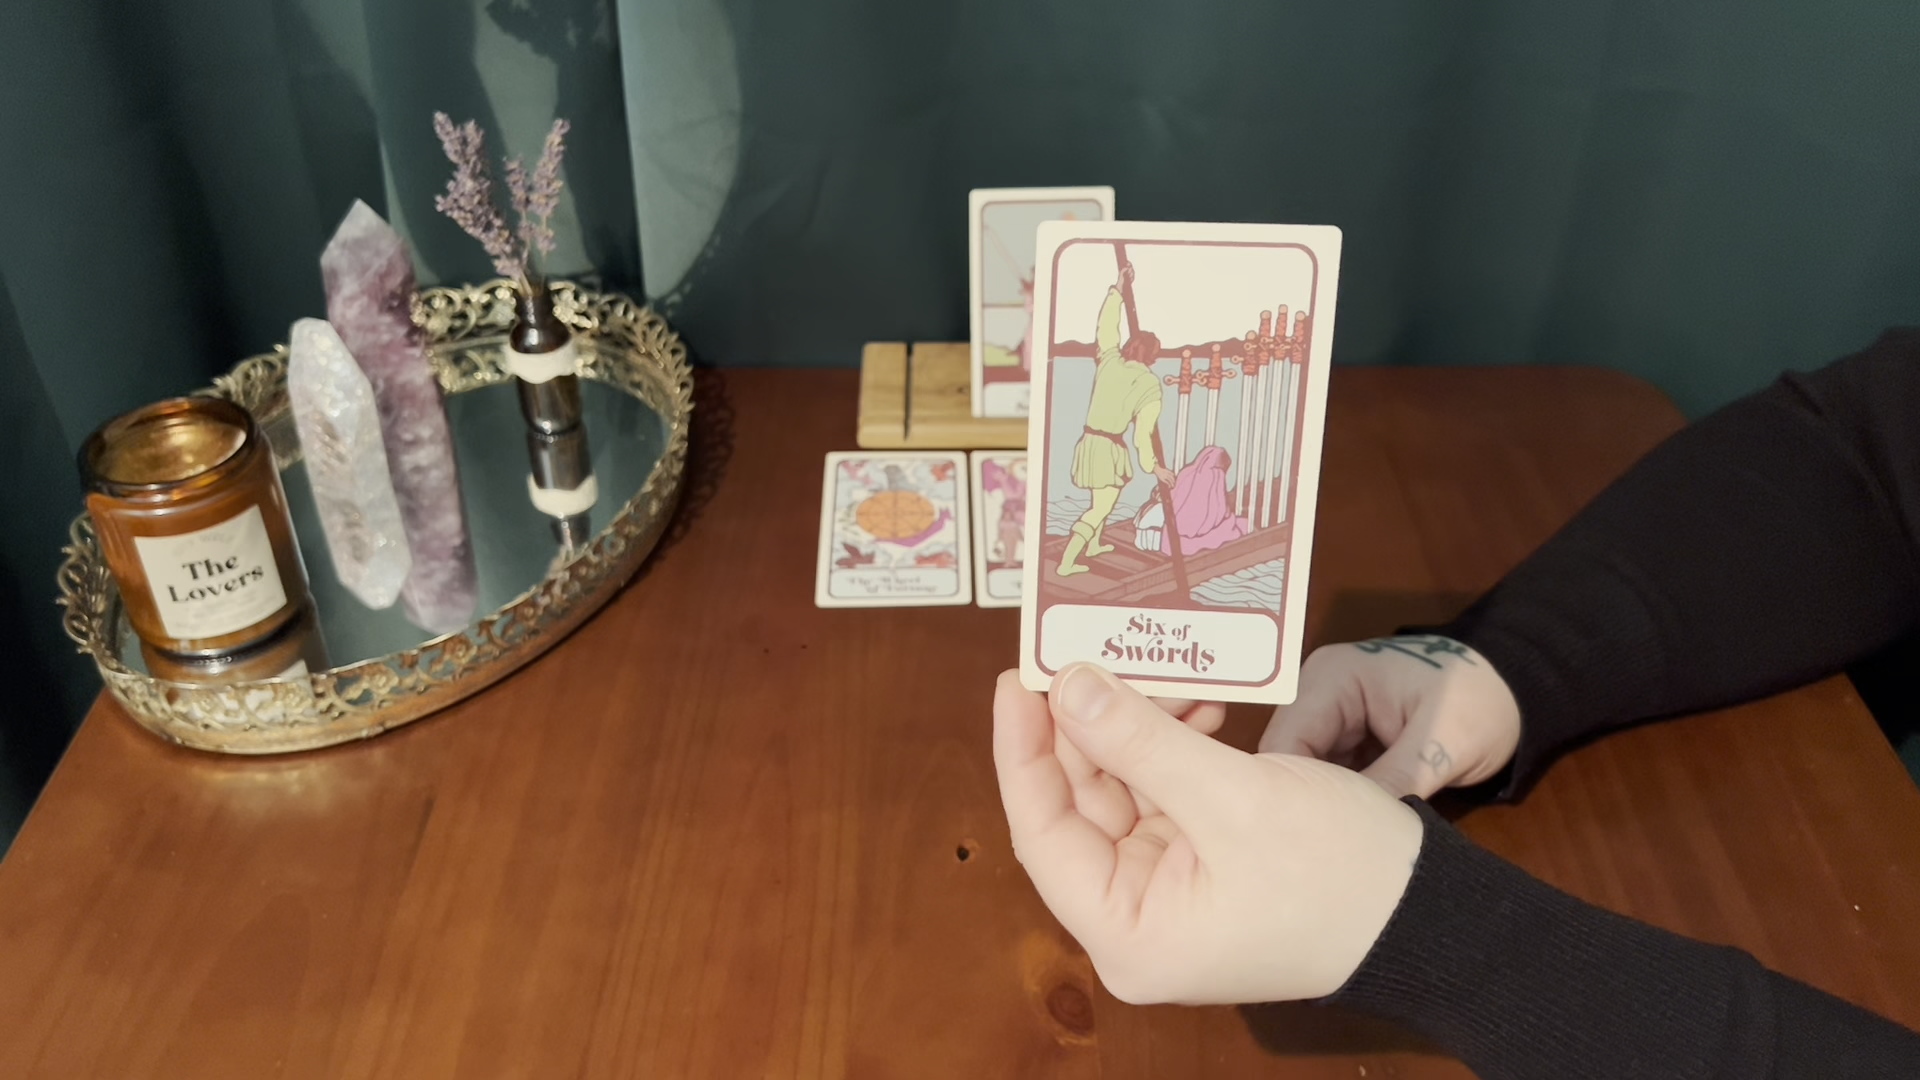 The
Lovers
The Wheel
of Fortune
Six of
Swords